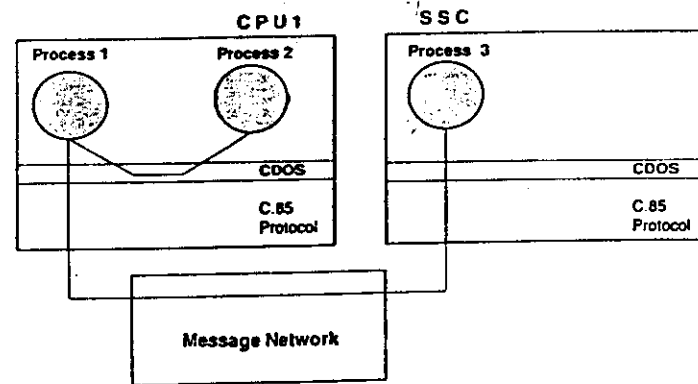 CPU1
Process 1
Process 2
CDOS
C.85
Protocol
SSC
Process 3
CDOS
C.85
Protocol
Message Network